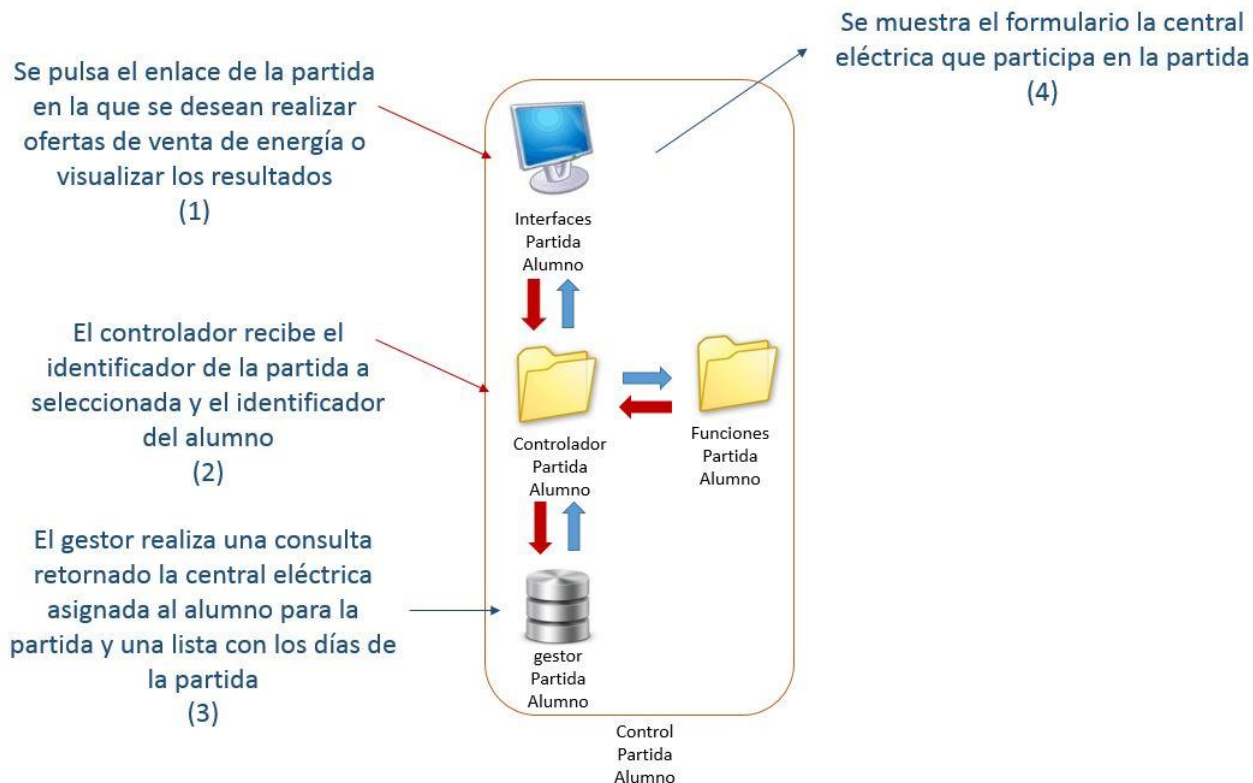 Se pulsa el enlace de la partida
en la que se desean realizar
ofertas de venta de energía o
visualizar los resultados
(1)
Se muestra el formulario la central
eléctrica que participa en la partida
(4)
Interfaces
Partida
Alumno
El controlador recibe el
identificador de la partida a
seleccionada y el identificador
del alumno
(2)
Controlador
Partida
Alumno
Funciones
Partida
Alumno
El gestor realiza una consulta
retornado la central eléctrica
asignada al alumno para la
partida y una lista con los días de
la partida
(3)
gestor
Partida
Alumno
Control
Partida
Alumno